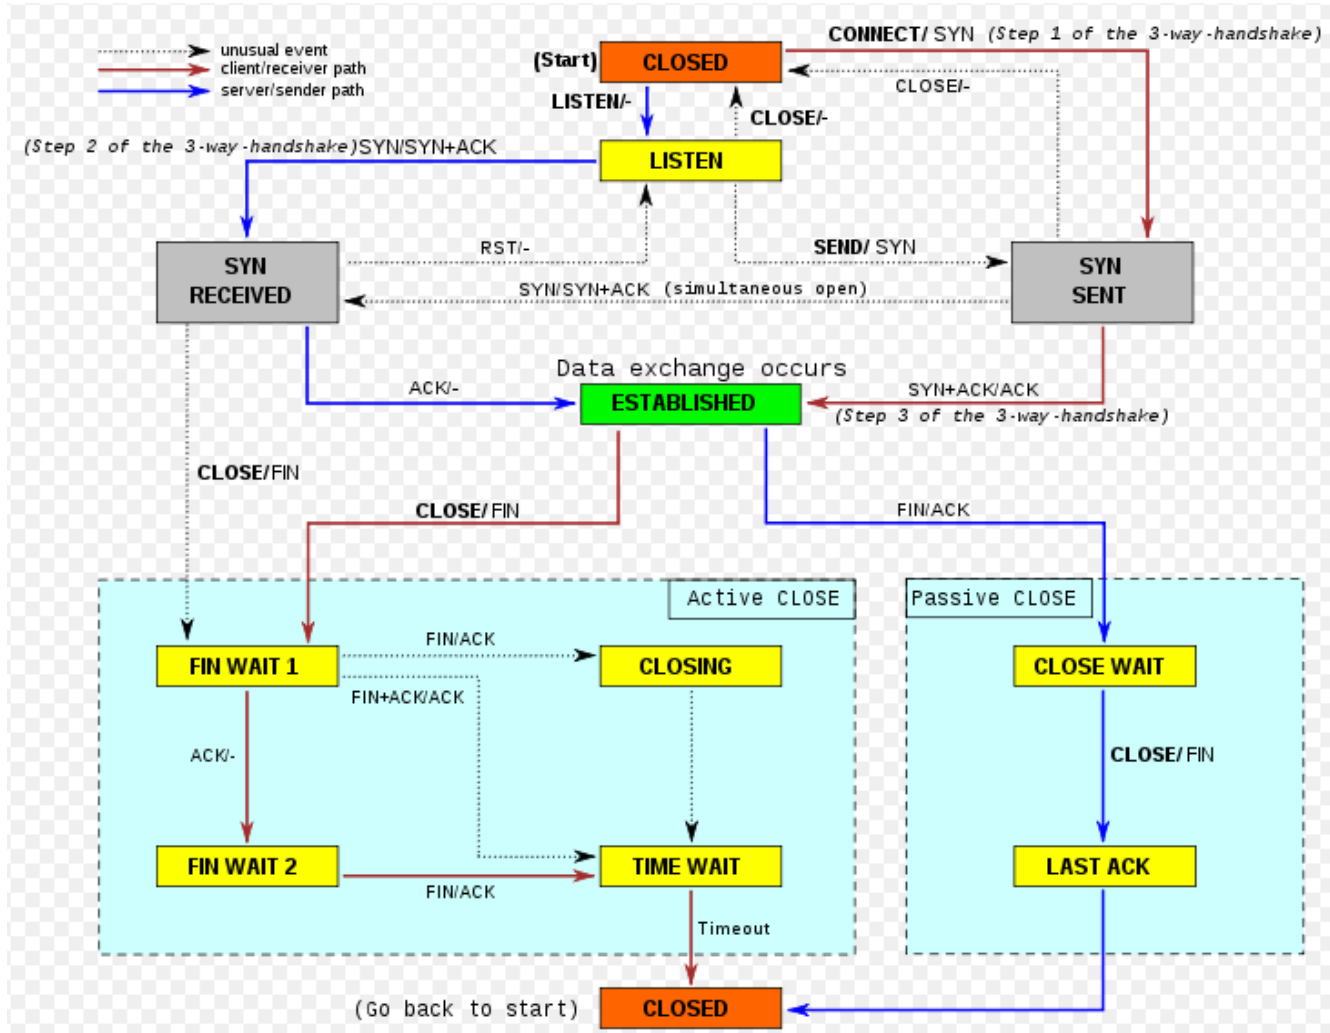 unusual event
client/receiver path
server/sender path
CONNECT/ SYN (Step 1 of the 3-way-handshake)
(Start)
CLOSED
CLOSE/-
LISTEN/-
CLOSE/-
(Step 2 of the 3-way-handshake)SYN/SYN+ACK
LISTEN
RST/-
SEND/ SYN
SYN
RECEIVED
SYN
SENT
SYN/SYN+ACK (simultaneous open)
Data exchange occurs
ACK/-
ESTABLISHED
SYN+ACK/ACK
(Step 3 of the 3-way-handshake)
CLOSE/FIN
CLOSE/ FIN
FIN/ACK
Active CLOSE
Passive CLOSE
FIN/ACK
FIN WAIT 1
CLOSING
CLOSE WAIT
FIN+ACK/ACK
ACK/-
CLOSE/ FIN
FIN WAIT 2
TIME WAIT
LAST ACK
FIN/ACK
Timeout
(Go back to start)
CLOSED